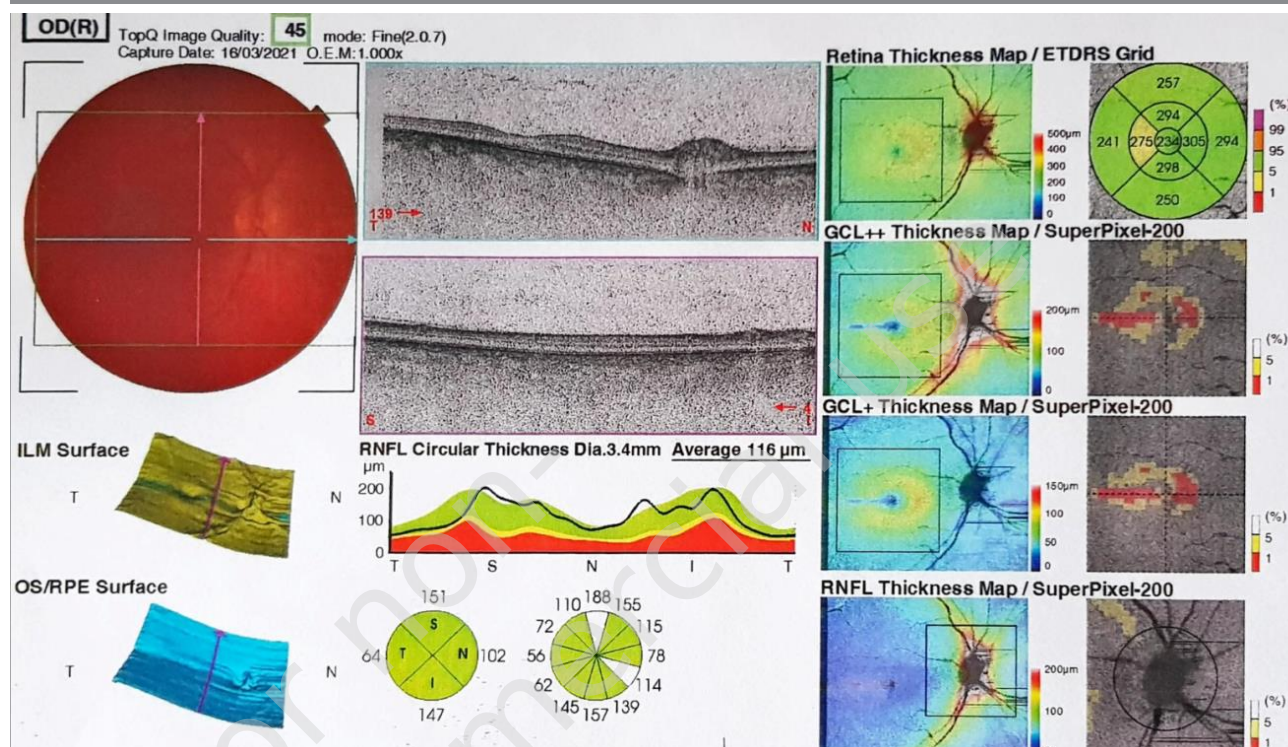 OD(R) TopQ Image Quality: 45 mode: Fine(2.0.7)
Capture Date: 16/03/2021 O.E.M:1.000x
139
T
N
S
Retina Thickness Map / ETDRS Grid
500µm
400
300
200
100
0
257
294
241 275 234 305 294
298
250
(%)
99
95
5
1
GCL++ Thickness Map / SuperPixel-200
200µm
100
0
(%)
5
1
GCL+ Thickness Map / SuperPixel-200
150µm
100
50
0
(%)
5
1
RNFL Thickness Map / SuperPixel-200
200µm
100
(%)
5
1
ILM Surface
T
N
OS/RPE Surface
T
N
RNFL Circular Thickness Dia.3.4mm Average 116 µm
µm
200
100
0
T S N I T
151
S
64 T N 102
I
147
188
110 155
72 115
56 78
62 114
145 139
157